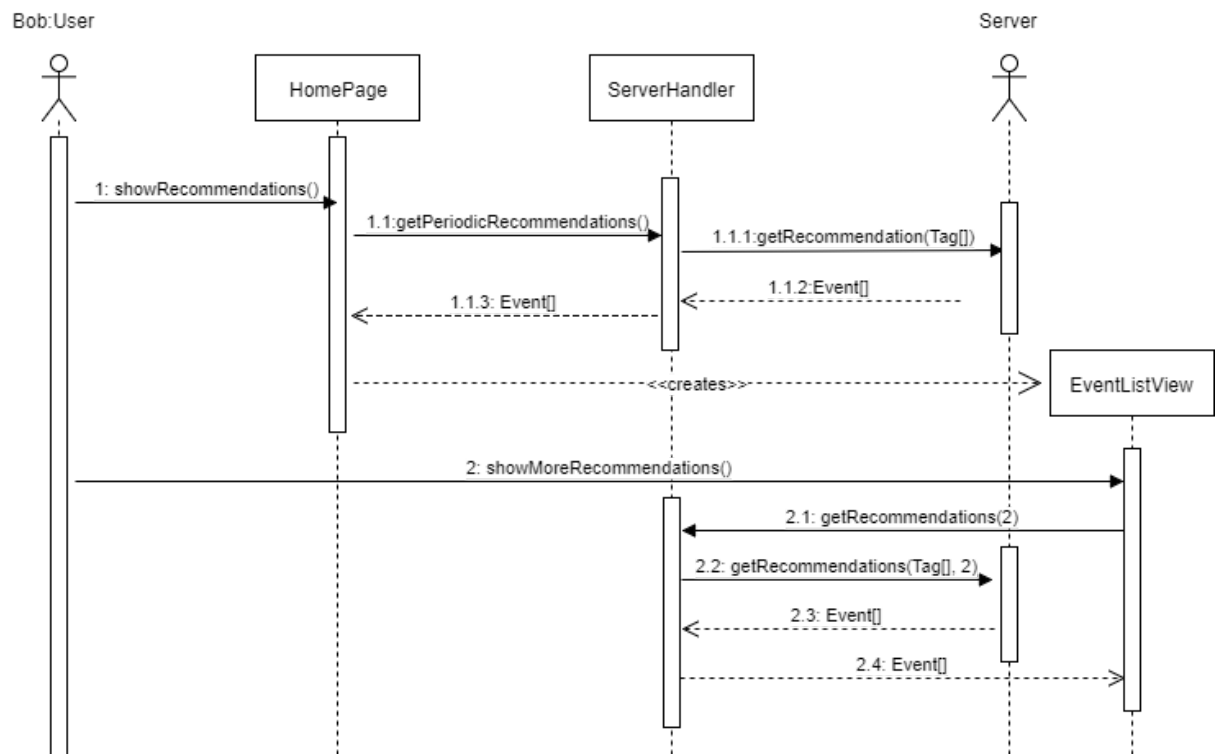 Bob:User
Server
HomePage
ServerHandler
1: showRecommendations()
1.1:getPeriodicRecommendations()
1.1.1:getRecommendation(Tag[])
1.1.2:Event[]
1.1.3: Event[]
<<creates>>
EventListView
2: showMoreRecommendations()
2.1: getRecommendations(2)
2.2: getRecommendations(Tag[], 2)
2.3: Event[]
2.4: Event[]